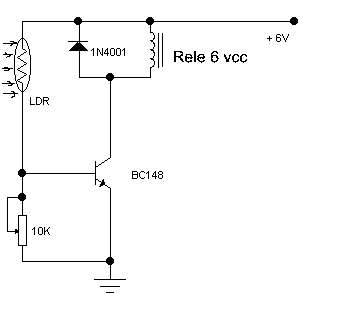 + 6V
1N4001
Rele 6 vcc
LDR
BC148
10K